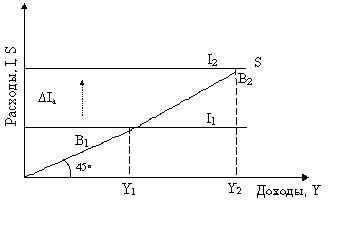 Расходы, I, S
I₂
S
B₂
ΔIₐ
I₁
B₁
45°
Y₁
Y₂
Доходы, Y